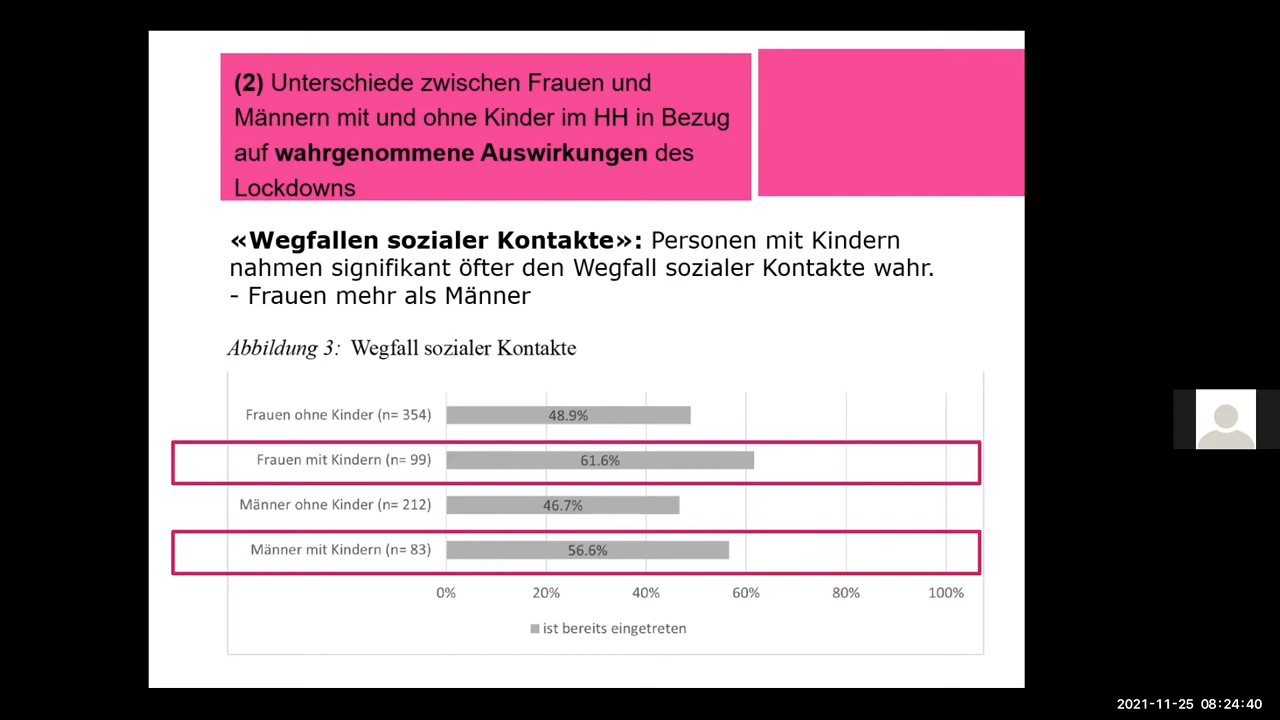 (2) Unterschiede zwischen Frauen und
Männern mit und ohne Kinder im HH in Bezug
auf wahrgenommene Auswirkungen des
Lockdowns
«Wegfallen sozialer Kontakte»: Personen mit Kindern
nahmen signifikant öfter den Wegfall sozialer Kontakte wahr.
- Frauen mehr als Männer
Abbildung 3: Wegfall sozialer Kontakte
Frauen ohne Kinder (n= 354) 48.9%
Frauen mit Kindern (n= 99) 61.6%
Männer ohne Kinder (n= 212) 46.7%
Männer mit Kindern (n= 83) 56.6%
0% 20% 40% 60% 80% 100%
ist bereits eingetreten
2021-11-25 08:24:40